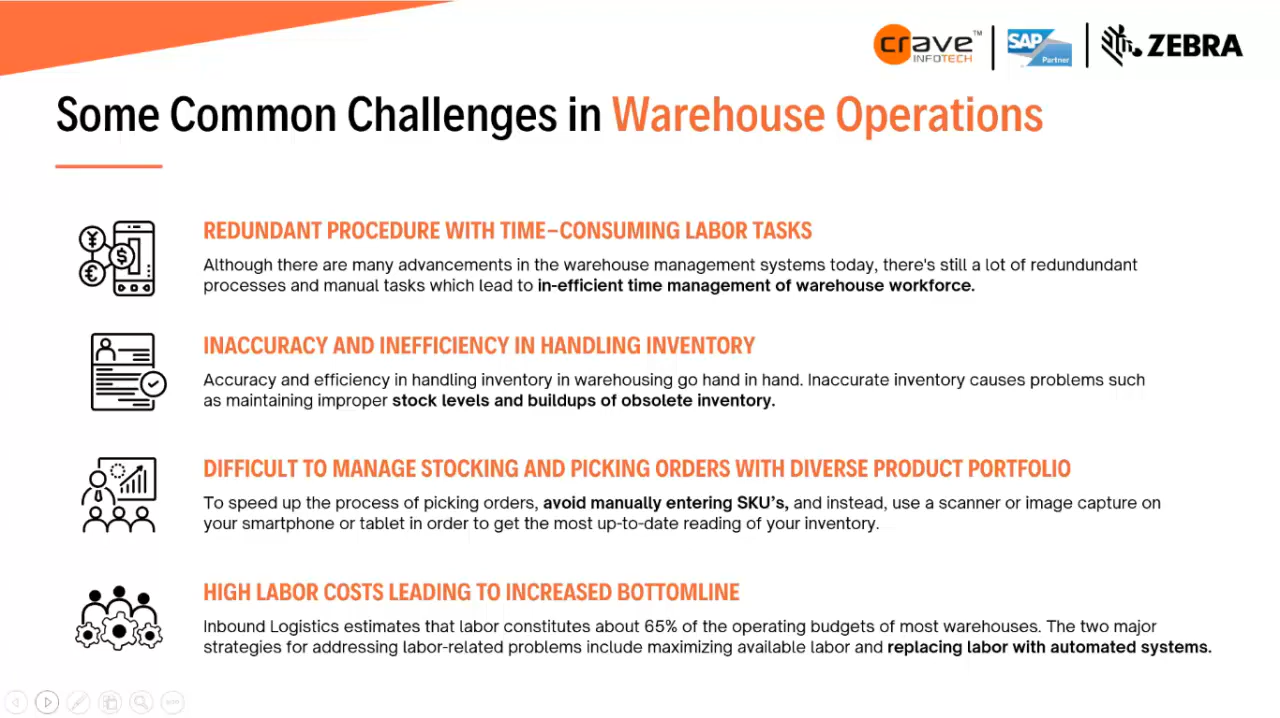 crave™
INFOTECH
SAP
Partner
ZEBRA
Some Common Challenges in Warehouse Operations
REDUNDANT PROCEDURE WITH TIME–CONSUMING LABOR TASKS
Although there are many advancements in the warehouse management systems today, there's still a lot of redundundant
processes and manual tasks which lead to in-efficient time management of warehouse workforce.
INACCURACY AND INEFFICIENCY IN HANDLING INVENTORY
Accuracy and efficiency in handling inventory in warehousing go hand in hand. Inaccurate inventory causes problems such
as maintaining improper stock levels and buildups of obsolete inventory.
DIFFICULT TO MANAGE STOCKING AND PICKING ORDERS WITH DIVERSE PRODUCT PORTFOLIO
To speed up the process of picking orders, avoid manually entering SKU’s, and instead, use a scanner or image capture on
your smartphone or tablet in order to get the most up-to-date reading of your inventory.
HIGH LABOR COSTS LEADING TO INCREASED BOTTOMLINE
Inbound Logistics estimates that labor constitutes about 65% of the operating budgets of most warehouses. The two major
strategies for addressing labor-related problems include maximizing available labor and replacing labor with automated systems.